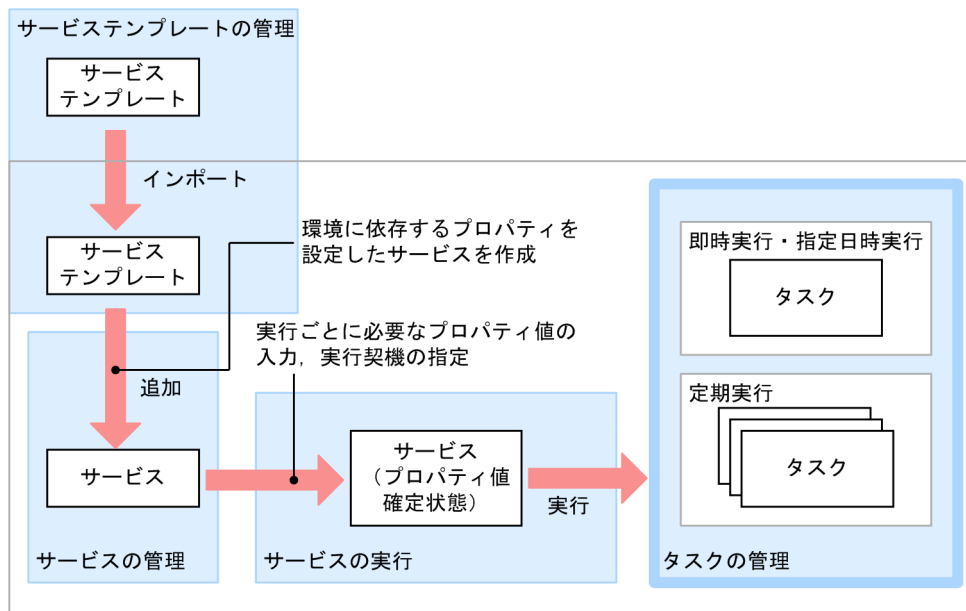 サービステンプレートの管理
サービス
テンプレート
インポート
サービス
テンプレート
環境に依存するプロパティを
設定したサービスを作成
実行ごとに必要なプロパティ値の
入力，実行契機の指定
追加
サービス
サービスの管理
サービス
（プロパティ値
確定状態）
実行
サービスの実行
即時実行・指定日時実行
タスク
定期実行
タスク
タスクの管理